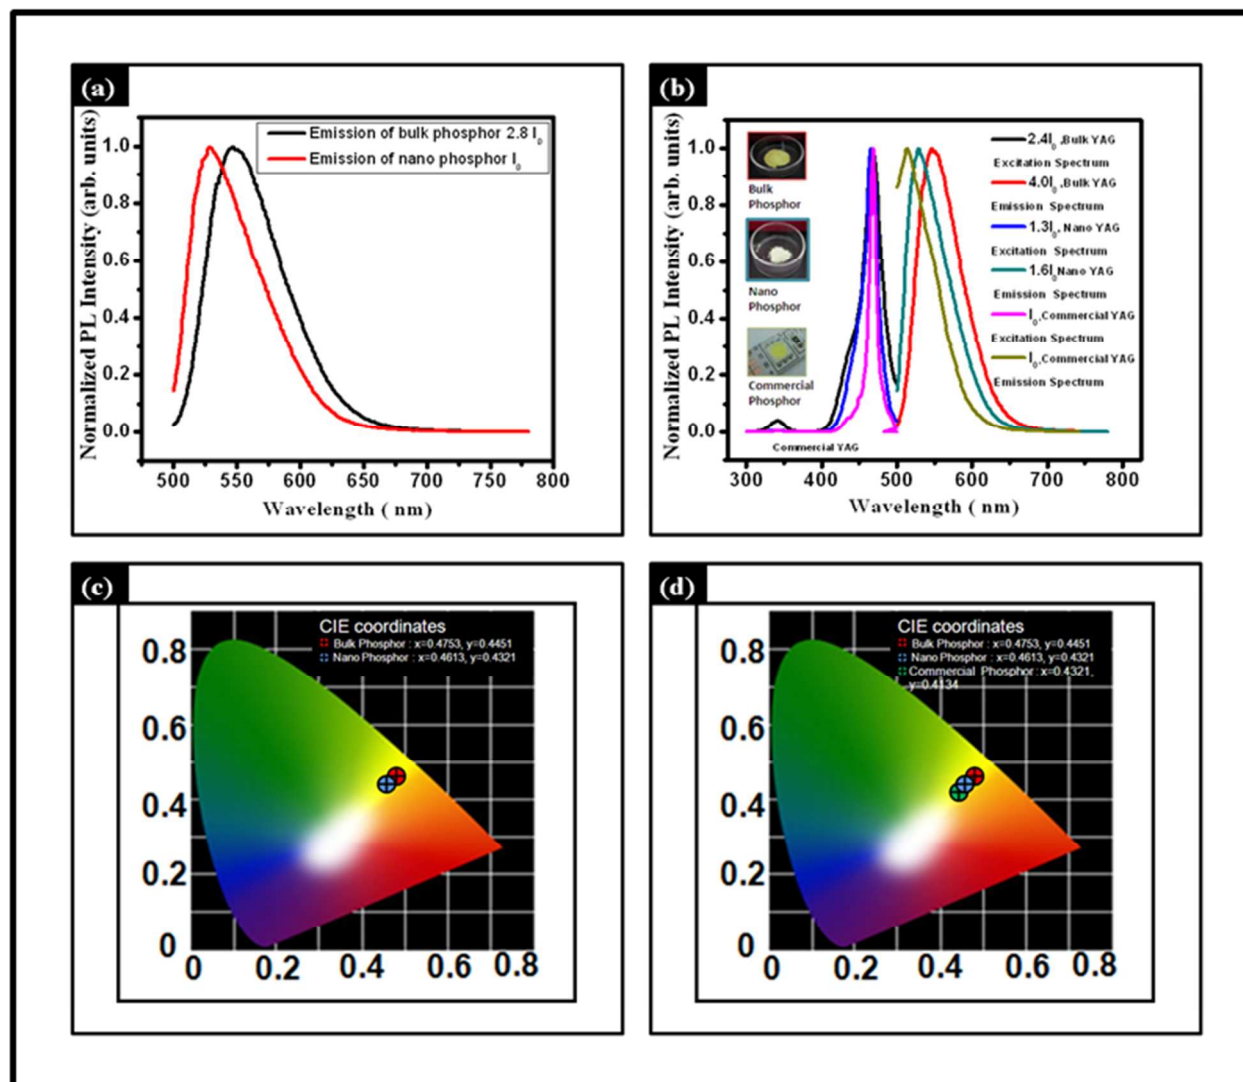 (a)
Normalized PL Intensity (arb. units)
1.0
0.8
0.6
0.4
0.2
0.0
Emission of bulk phosphor 2.8 I0
Emission of nano phosphor I0
500 550 600 650 700 750 800
Wavelength ( nm)
(b)
Normalized PL Intensity (arb. units)
1.0
0.8
0.6
0.4
0.2
0.0
Bulk
Phosphor
Nano
Phosphor
Commercial
Phosphor
2.4I0,Bulk YAG
Excitation Spectrum
4.0I0,Bulk YAG
Emission Spectrum
1.3I0, Nano YAG
Excitation Spectrum
1.6I0Nano YAG
Emission Spectrum
I0,Commercial YAG
Excitation Spectrum
I0,Commercial YAG
Emission Spectrum
Commercial YAG
300 400 500 600 700 800
Wavelength ( nm)
(c)
CIE coordinates
Bulk Phosphor : x=0.4753, y=0.4451
Nano Phosphor : x=0.4613, y=0.4321
0.8
0.6
0.4
0.2
0
0 0.2 0.4 0.6 0.8
(d)
CIE coordinates
Bulk Phosphor : x=0.4753, y=0.4451
Nano Phosphor : x=0.4613, y=0.4321
Commercial Phosphor : x=0.4321,
y=0.4134
0.8
0.6
0.4
0.2
0
0 0.2 0.4 0.6 0.8